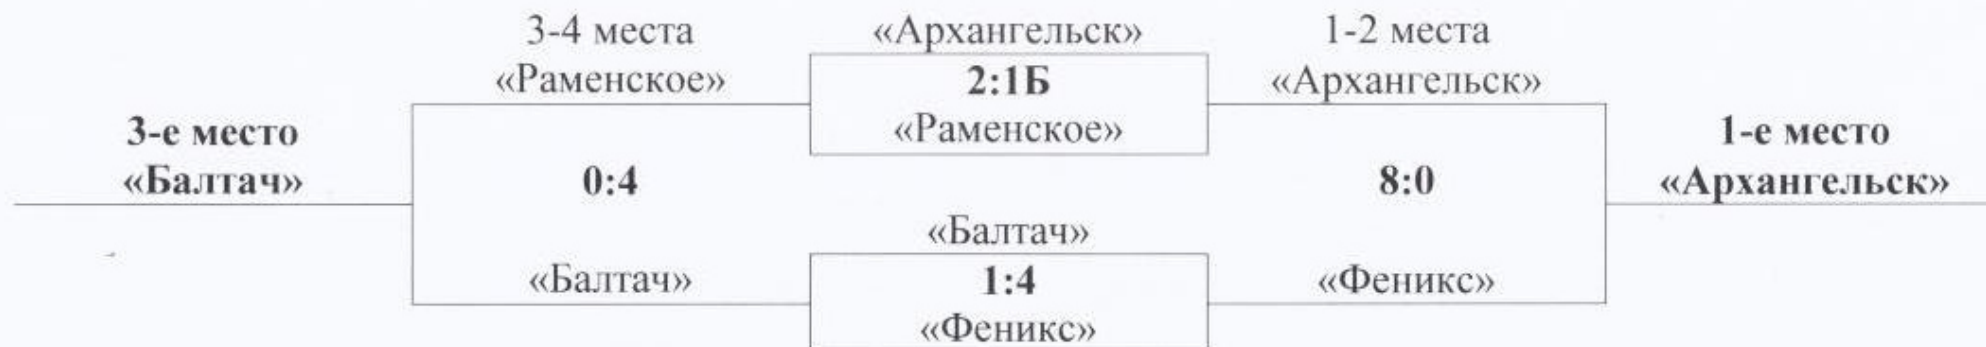 3-4 места
«Раменское»
«Архангельск»
2:1Б
«Раменское»
1-2 места
«Архангельск»
3-е место
«Балтач»
0:4
8:0
1-е место
«Архангельск»
«Балтач»
«Балтач»
1:4
«Феникс»
«Феникс»